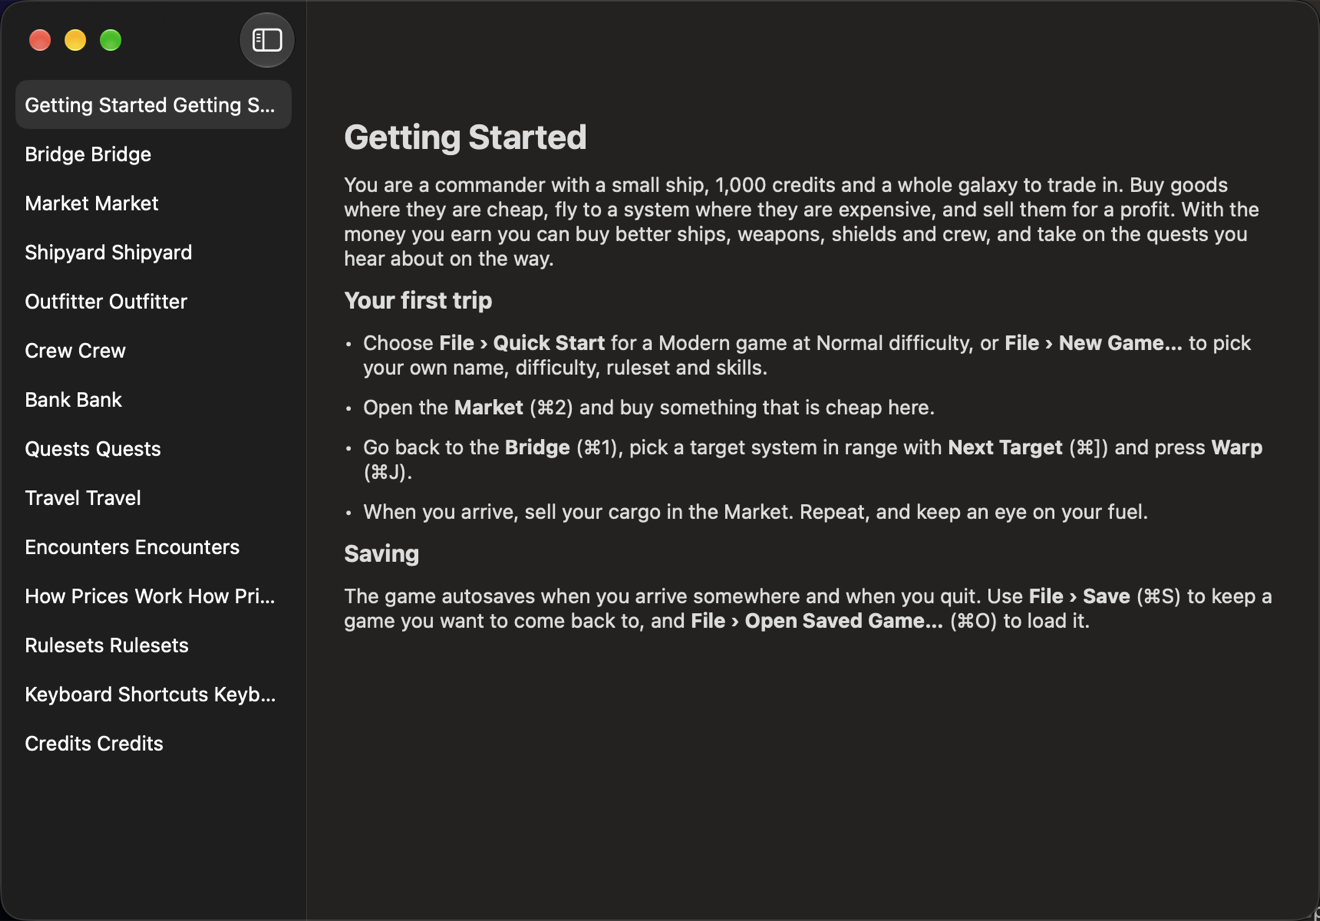 Getting Started Getting S...
Bridge Bridge
Market Market
Shipyard Shipyard
Outfitter Outfitter
Crew Crew
Bank Bank
Quests Quests
Travel Travel
Encounters Encounters
How Prices Work How Pri...
Rulesets Rulesets
Keyboard Shortcuts Keyb...
Credits Credits
Getting Started
You are a commander with a small ship, 1,000 credits and a whole galaxy to trade in. Buy goods
where they are cheap, fly to a system where they are expensive, and sell them for a profit. With the
money you earn you can buy better ships, weapons, shields and crew, and take on the quests you
hear about on the way.
Your first trip
• Choose File › Quick Start for a Modern game at Normal difficulty, or File › New Game... to pick
your own name, difficulty, ruleset and skills.
• Open the Market (⌘2) and buy something that is cheap here.
• Go back to the Bridge (⌘1), pick a target system in range with Next Target (⌘]) and press Warp
(⌘J).
• When you arrive, sell your cargo in the Market. Repeat, and keep an eye on your fuel.
Saving
The game autosaves when you arrive somewhere and when you quit. Use File › Save (⌘S) to keep a
game you want to come back to, and File › Open Saved Game... (⌘O) to load it.